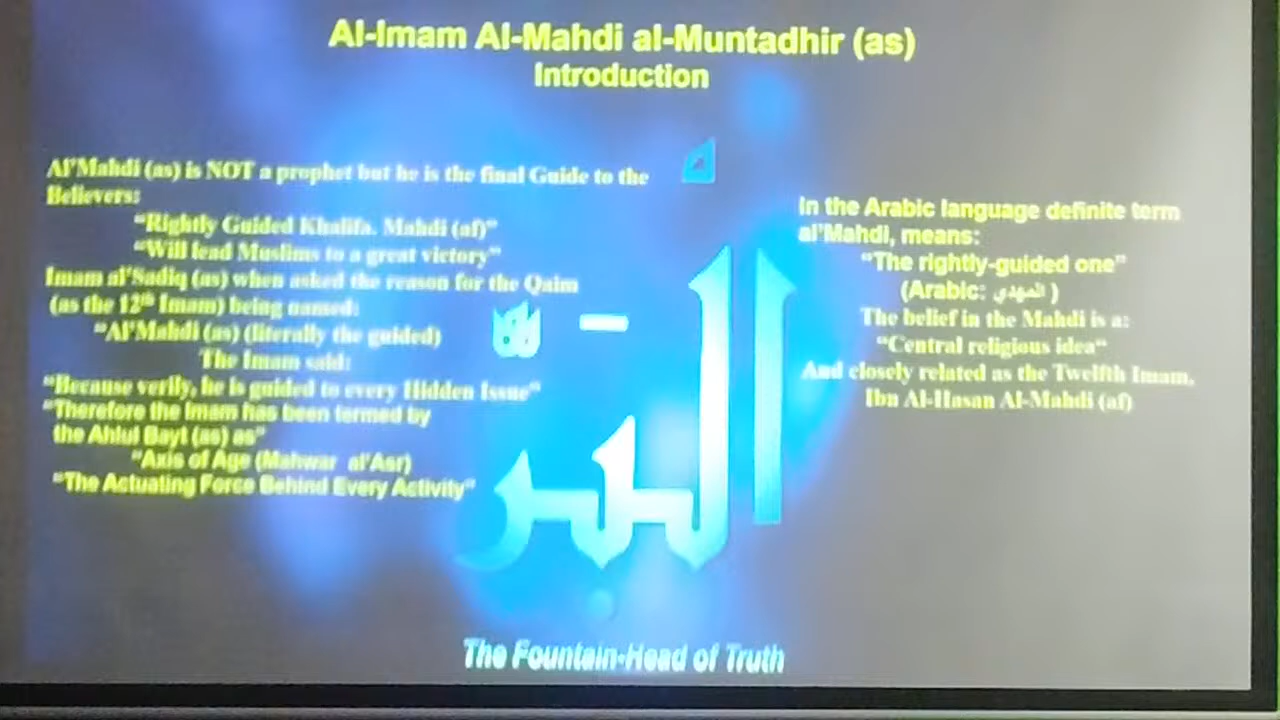 Al-Imam Al-Mahdi al-Muntadhir (as)
Introduction
Al'Mahdi (as) is NOT a prophet but he is the final Guide to the
Believers:
“Rightly Guided Khalifa. Mahdi (af)”
“Will lead Muslims to a great victory”
Imam al'Sadiq (as) when asked the reason for the Qaim
(as the 12th Imam) being named:
“Al'Mahdi (as) (literally the guided)
The Imam said:
“Because verily, he is guided to every Hidden Issue”
“Therefore the Imam has been termed by
the Ahlul Bayt (as) as”
“Axis of Age (Mahwar al'Asr)
“The Actuating Force Behind Every Activity”
In the Arabic language definite term
al'Mahdi, means:
“The rightly-guided one”
(Arabic: المهدي )
The belief in the Mahdi is a:
“Central religious idea“
And closely related as the Twelfth Imam,
Ibn Al-Hasan Al-Mahdi (af)
البر
The Fountain-Head of Truth